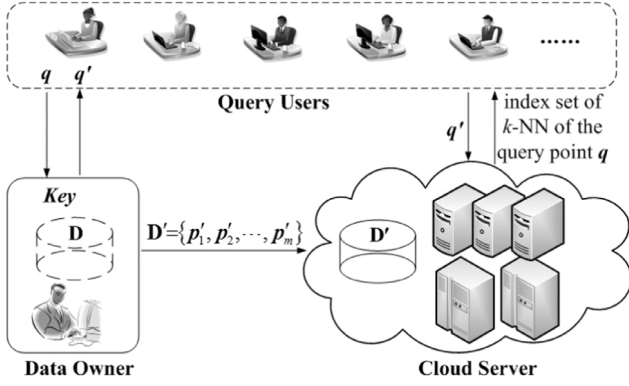 ......
q q′
Query Users
q′
index set of
k-NN of the
query point q
Key
D
D′={p′₁, p′₂, ⋯, p′ₘ}
D′
Data Owner
Cloud Server